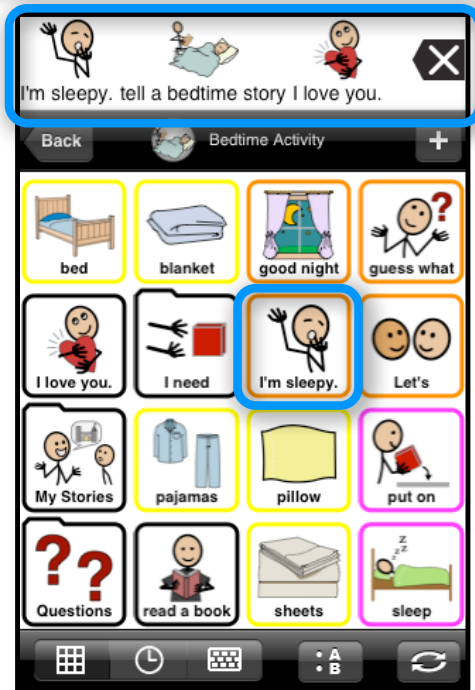 I'm sleepy. tell a bedtime story I love you.
Back Bedtime Activity +
bed blanket good night guess what
I love you. I need I'm sleepy. Let's
My Stories pajamas pillow put on
Questions read a book sheets sleep
A
B